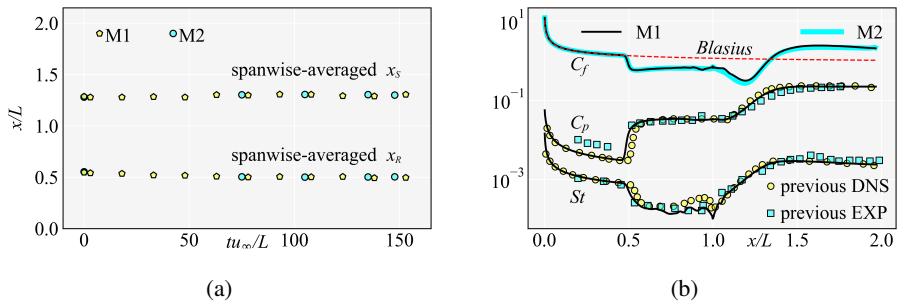 2.0
1.5
1.0
0.5
0.0
x/L
M1
M2
spanwise-averaged x_S
spanwise-averaged x_R
0
50
100
150
tu_∞/L
(a)
10^1
10^-1
10^-3
M1
M2
Blasius
C_f
C_p
St
previous DNS
previous EXP
0.0
0.5
1.0
1.5
2.0
x/L
(b)